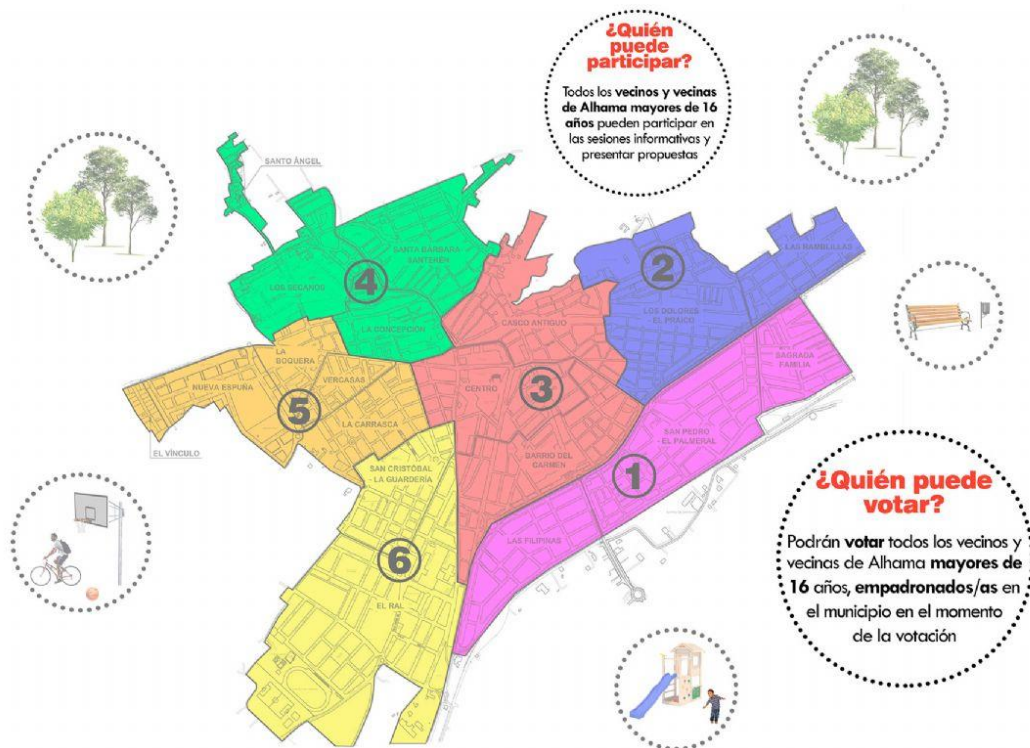 ¿Quién
puede
participar?
Todos los vecinos y vecinas
de Alhama mayores de 16
años pueden participar en
las sesiones informativas y
presentar propuestas
SANTO ÁNGEL
SANTA BÁRBARA
SANTERÉN
4
LOS SECANOS
LA CONCEPCIÓN
2
LAS RAMBLILLAS
LOS DOLORES
- EL PRAICO
CASCO ANTIGUO
CENTRO
3
BARRIO DEL
CARMEN
SAGRADA
FAMILIA
SAN PEDRO
- EL PALMERAL
1
LAS FILIPINAS
LA
BOQUERA
NUEVA ESPUÑA
VERGASAS
5
LA CARRASCA
EL VÍNCULO
SAN CRISTÓBAL
- LA GUARDERÍA
6
EL RAL
¿Quién puede
votar?
Podrán votar todos los vecinos y
vecinas de Alhama mayores de
16 años, empadronados/as en
el municipio en el momento
de la votación